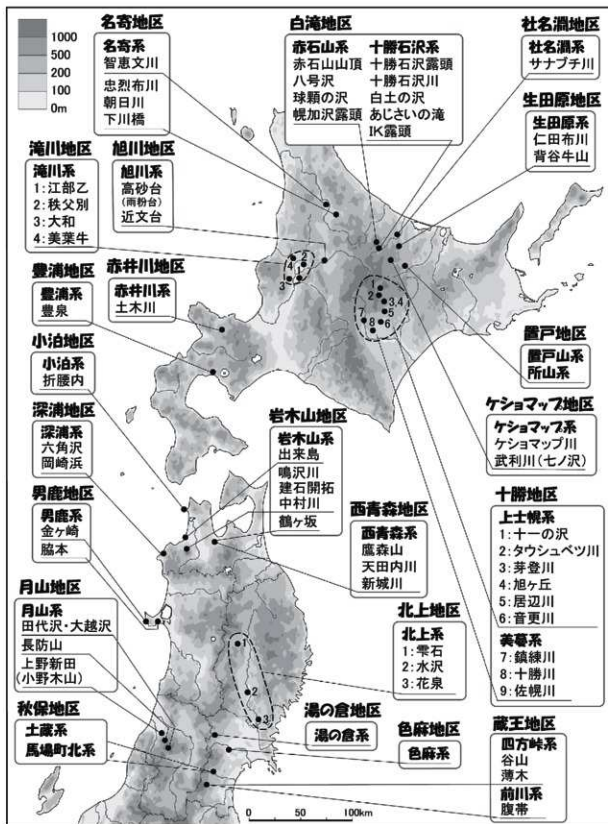 1000
500
200
100
0m
名寄地区
名寄系
智恵文川
忠烈布川
朝日川
下川橋
白滝地区
赤石山系
赤石山山頂
八号沢
球顆の沢
幌加沢露頭
十勝石沢系
十勝石沢露頭
十勝石沢川
白土の沢
あじさいの滝
IK露頭
社名淵地区
社名淵系
サナブチ川
生田原地区
生田原系
仁田布川
背谷牛山
滝川地区
滝川系
1:江部乙
2:秩父別
3:大和
4:美葉牛
旭川地区
旭川系
高砂台
(雨粉台)
近文台
豊浦地区
豊浦系
豊泉
赤井川地区
赤井川系
土木川
置戸地区
置戸山系
所山系
ケショマップ地区
ケショマップ系
ケショマップ川
武利川(七ノ沢)
小泊地区
小泊系
折腰内
深浦地区
深浦系
六角沢
岡崎浜
岩木山地区
岩木山系
出来島
鳴沢川
建石開拓
中村川
鶴ヶ坂
西青森地区
西青森系
鷹森山
天田内川
新城川
男鹿地区
男鹿系
金ヶ崎
脇本
十勝地区
上士幌系
1:十一の沢
2:タウシュベツ川
3:芽登川
4:旭ヶ丘
5:居辺川
6:音更川
美蔓系
7:鎮練川
8:十勝川
9:佐幌川
月山地区
月山系
田代沢・大越沢
長防山
上野新田
(小野木山)
北上地区
北上系
1:雫石
2:水沢
3:花泉
秋保地区
土蔵系
馬場町北系
湯の倉地区
湯の倉系
色麻地区
色麻系
蔵王地区
四方峠系
谷山
薄木
前川系
腹帯
4
2
3
1
1
2
3,4
5
7
8
6
1
2
3
0
50
100km